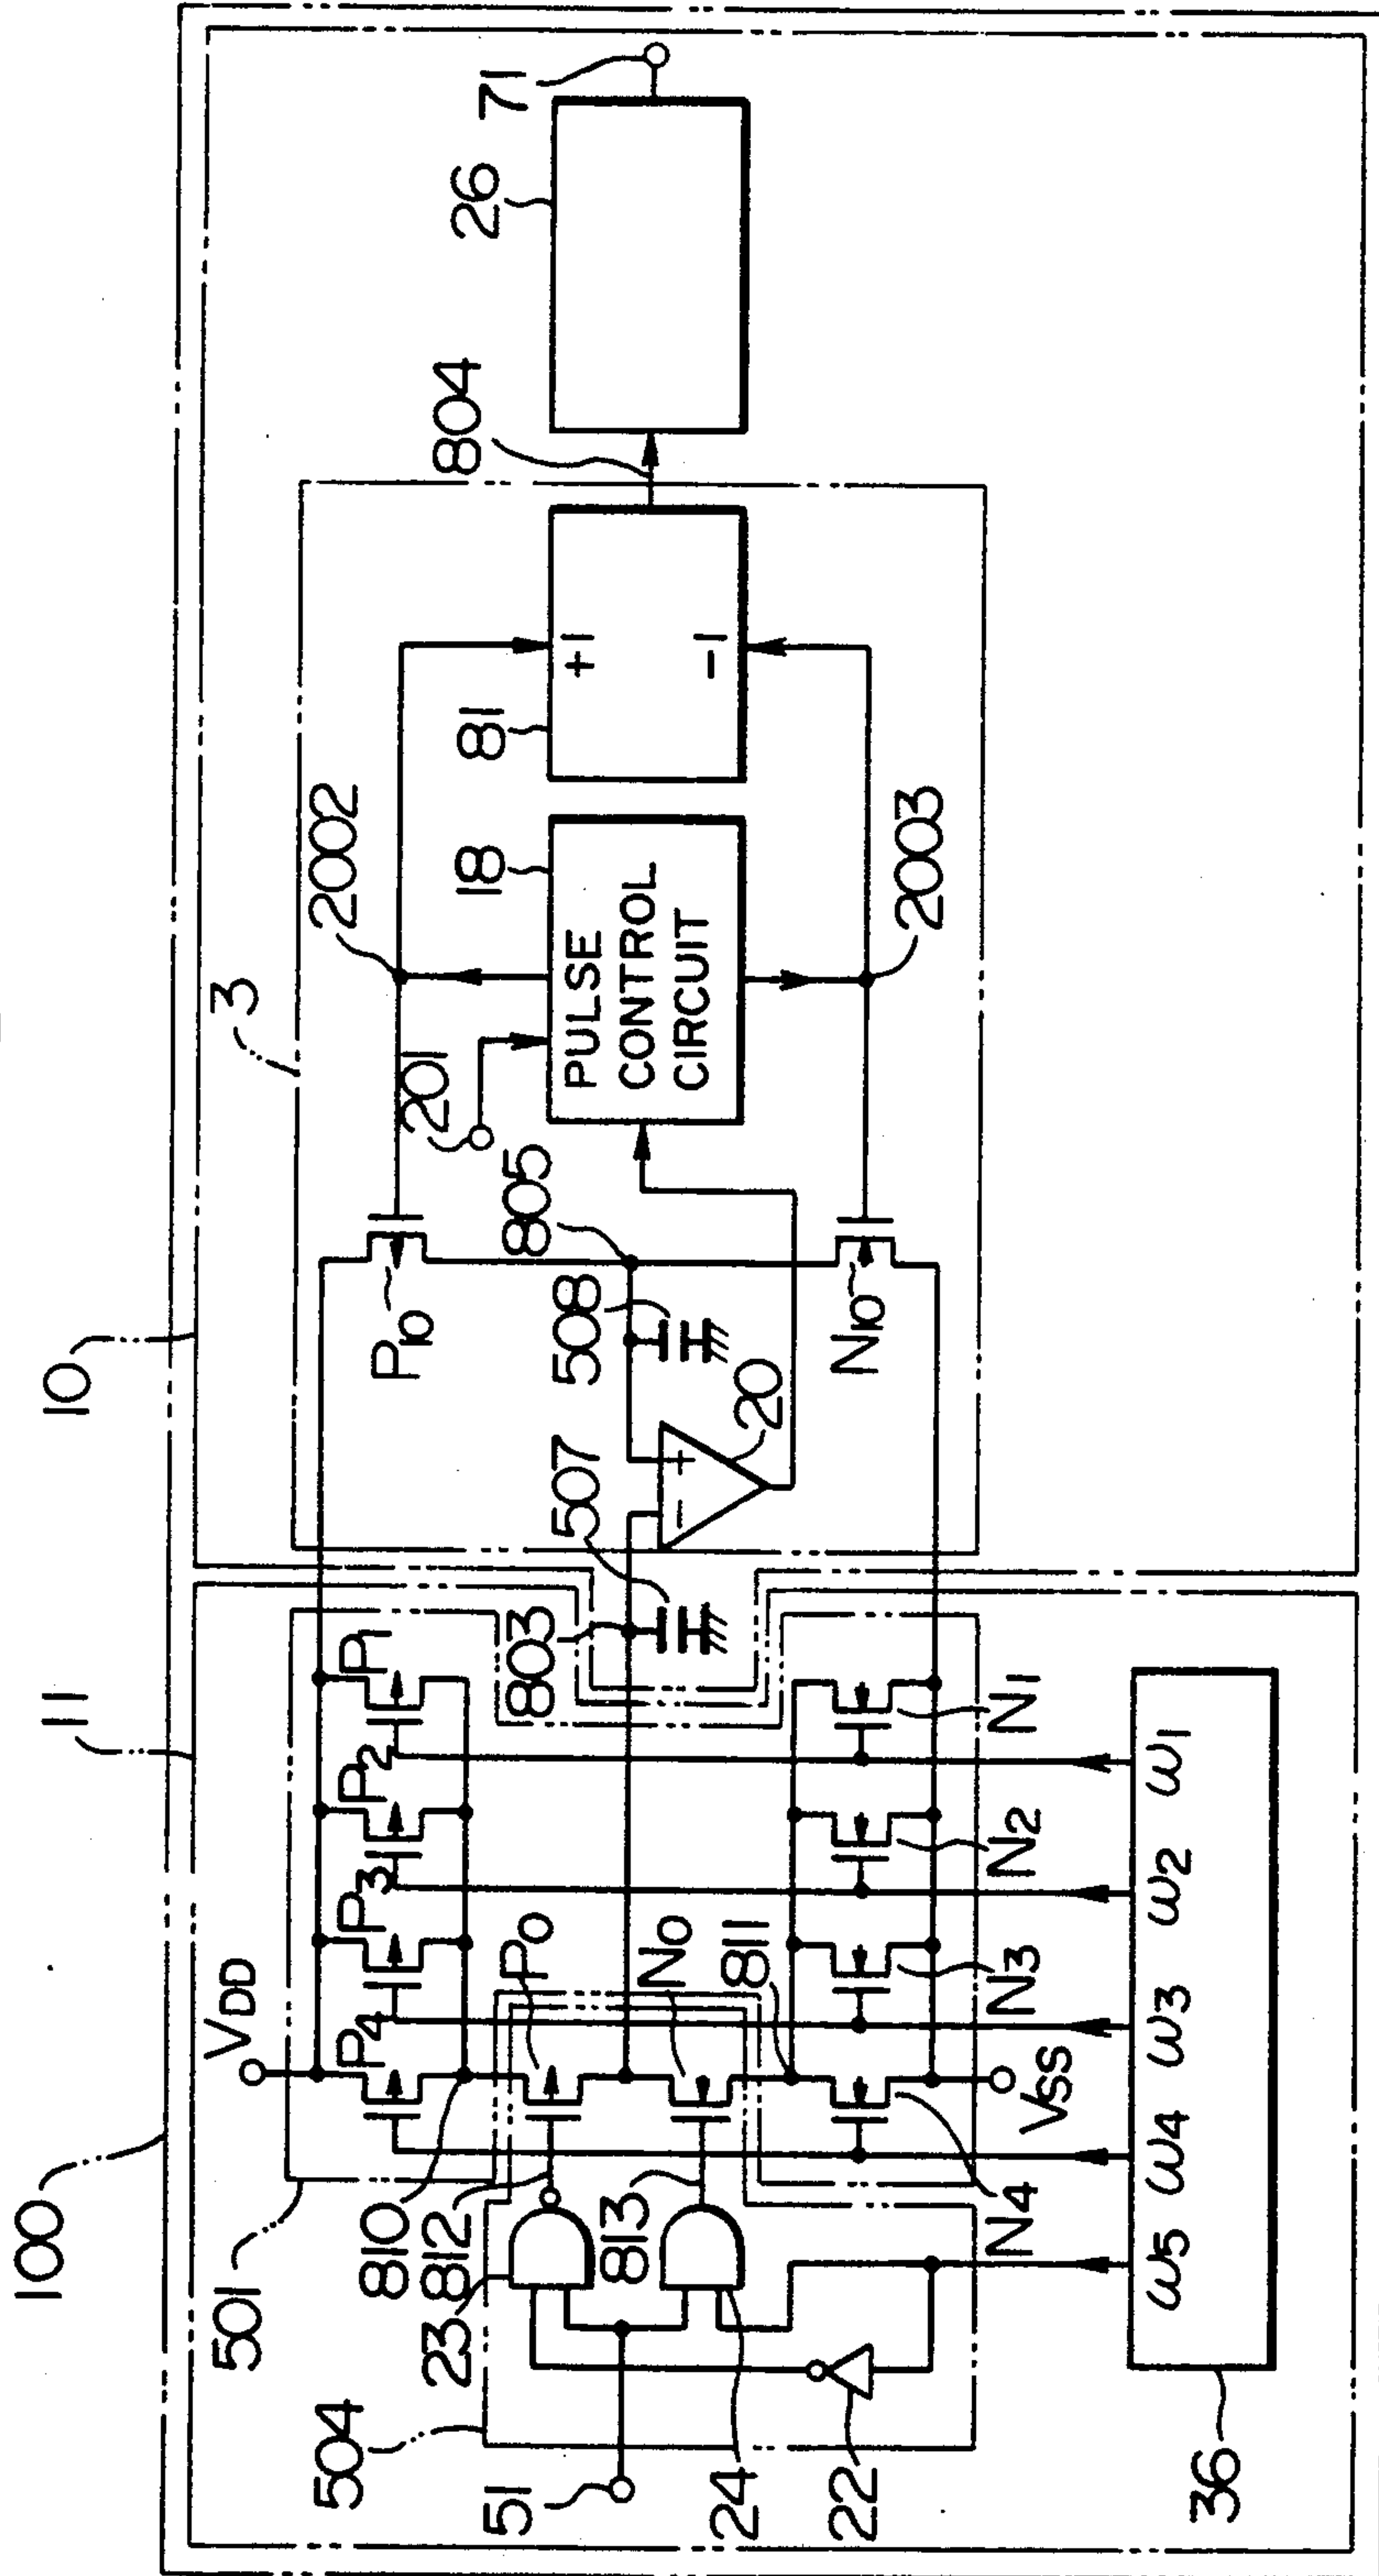 100
11
10
501
VDD
P4
P3
P2
P1
P10
3
2002
504
810
812
23
P0
803
507
508
805
201
18
81
+1
804
26
71
51
813
N0
811
-
+
20
PULSE
CONTROL
CIRCUIT
-1
24
22
N4
VSS
N3
N2
N1
N10
2003
36
ω5
ω4
ω3
ω2
ω1